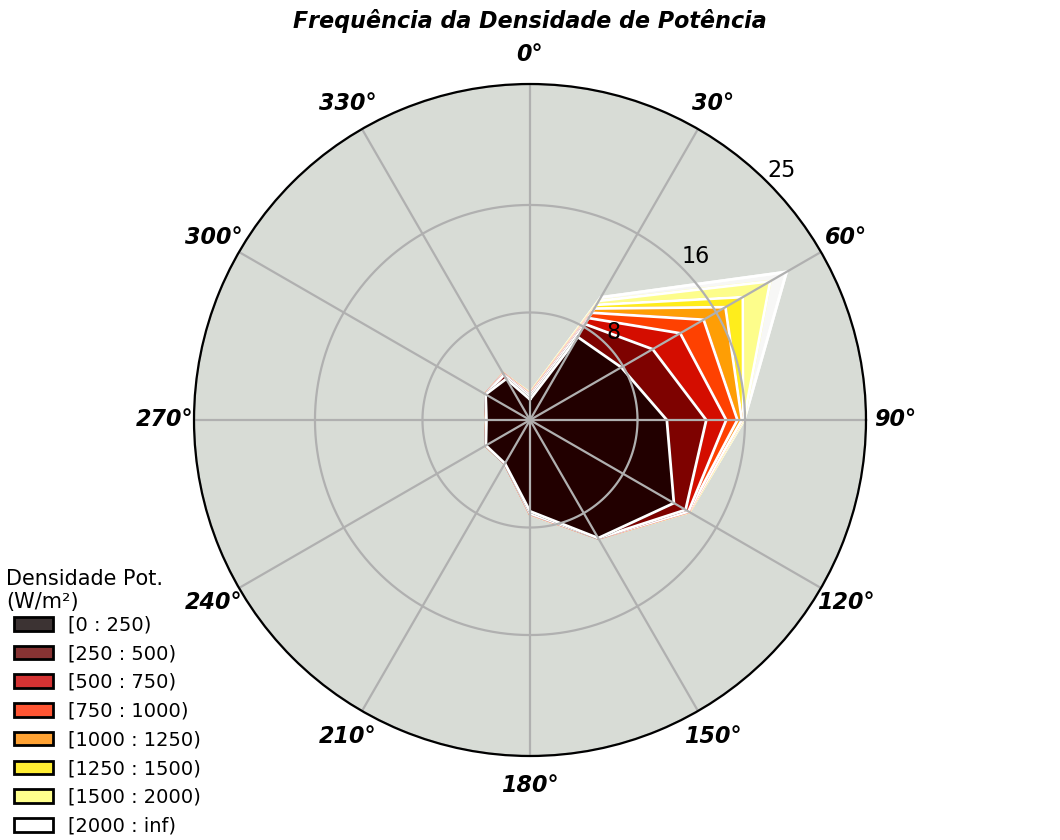 Frequência da Densidade de Potência
0°
330°
30°
25
300°
60°
16
8
270°
90°
240°
120°
210°
150°
180°
Densidade Pot.
(W/m²)
[0 : 250)
[250 : 500)
[500 : 750)
[750 : 1000)
[1000 : 1250)
[1250 : 1500)
[1500 : 2000)
[2000 : inf)